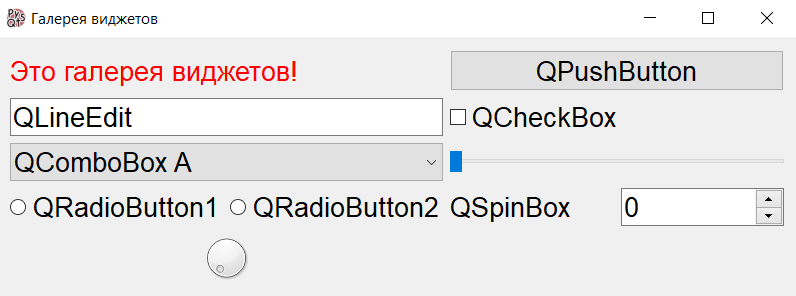 Галерея виджетов
Это галерея виджетов!
QPushButton
QLineEdit
QCheckBox
QComboBox A
QRadioButton1
QRadioButton2
QSpinBox
0